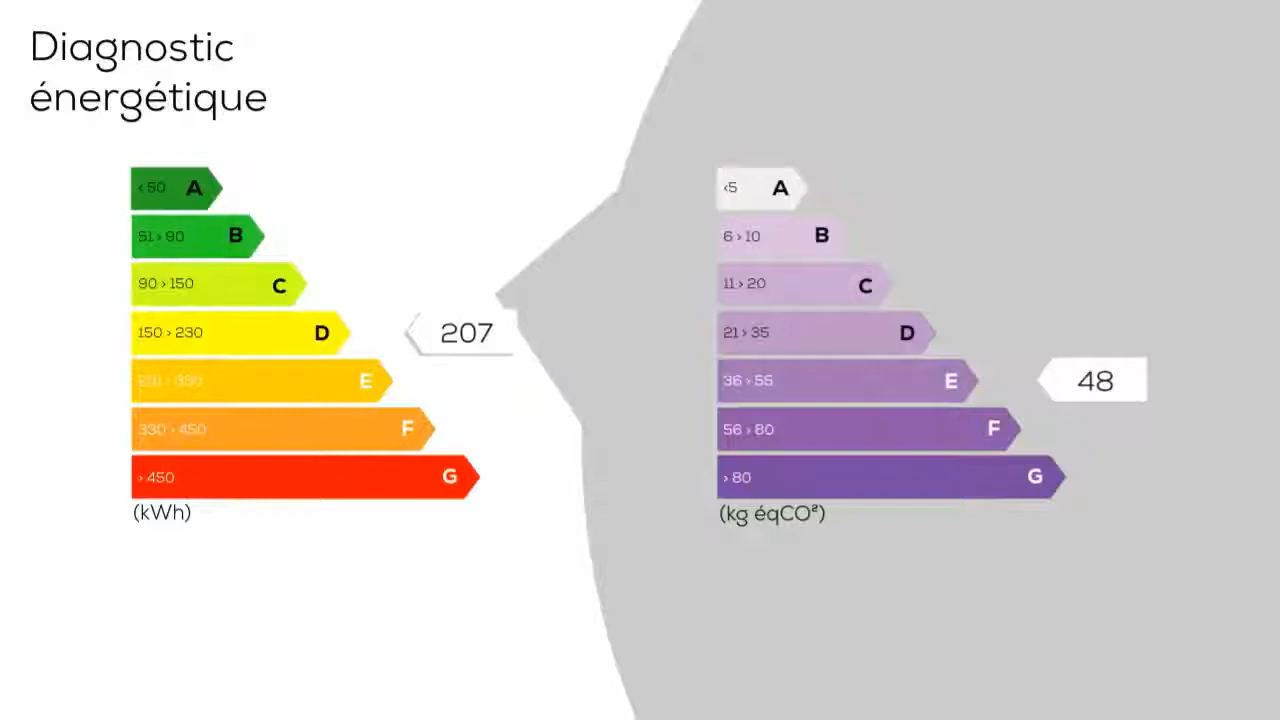 Diagnostic
énergétique
< 50 A
51 > 90 B
90 > 150 C
150 > 230 D
207
E
330 > 450 F
> 450 G
(kWh)
<5 A
6 > 10 B
11 > 20 C
21 > 35 D
36 > 55 E
48
56 > 80 F
> 80 G
(kg éqCO²)